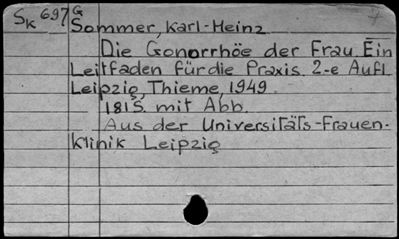 Sk 697 G
Sommer, Karl-Heinz
Die Gonorrhöe der Frau. Ein
Leitfaden für die Praxis. 2-e Aufl.
Leipzig, Thieme, 1949.
181 S. mit Abb.
Aus der Universitäts-Frauen-
Klinik Leipzig